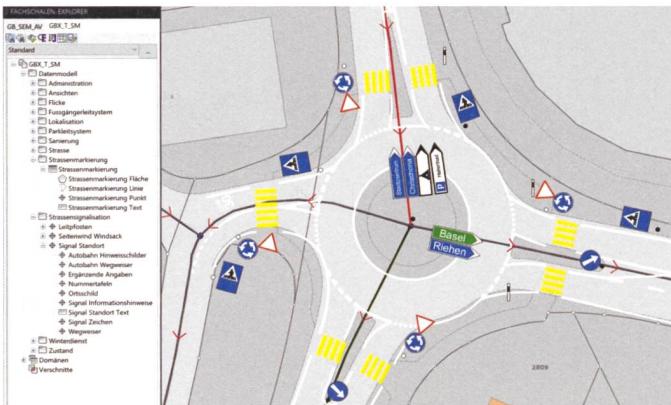 FACHSCHALEN-EXPLORER
GB_SEM_AV GBX_T_SM
Standard
GBX_T_SM
Datenmodell
Administration
Ansichten
Flicke
Fussgängerleitsystem
Lokalisation
Parkleitsystem
Sanierung
Strasse
Strassenmarkierung
Strassenmarkierung
Strassenmarkierung Fläche
Strassenmarkierung Linie
Strassenmarkierung Punkt
Strassenmarkierung Text
Strassensignalisation
Leitpfosten
Seitenwind Windsack
Signal Standort
Autobahn Hinweisschilder
Autobahn Wegweiser
Ergänzende Angaben
Nummertafeln
Ortsschild
Signal Informationshinweise
Signal Standort Text
Signal Zeichen
Wegweiser
Winterdienst
Zustand
Domänen
Verschnitte
Chrischona
P
Basel
Riehen
2809